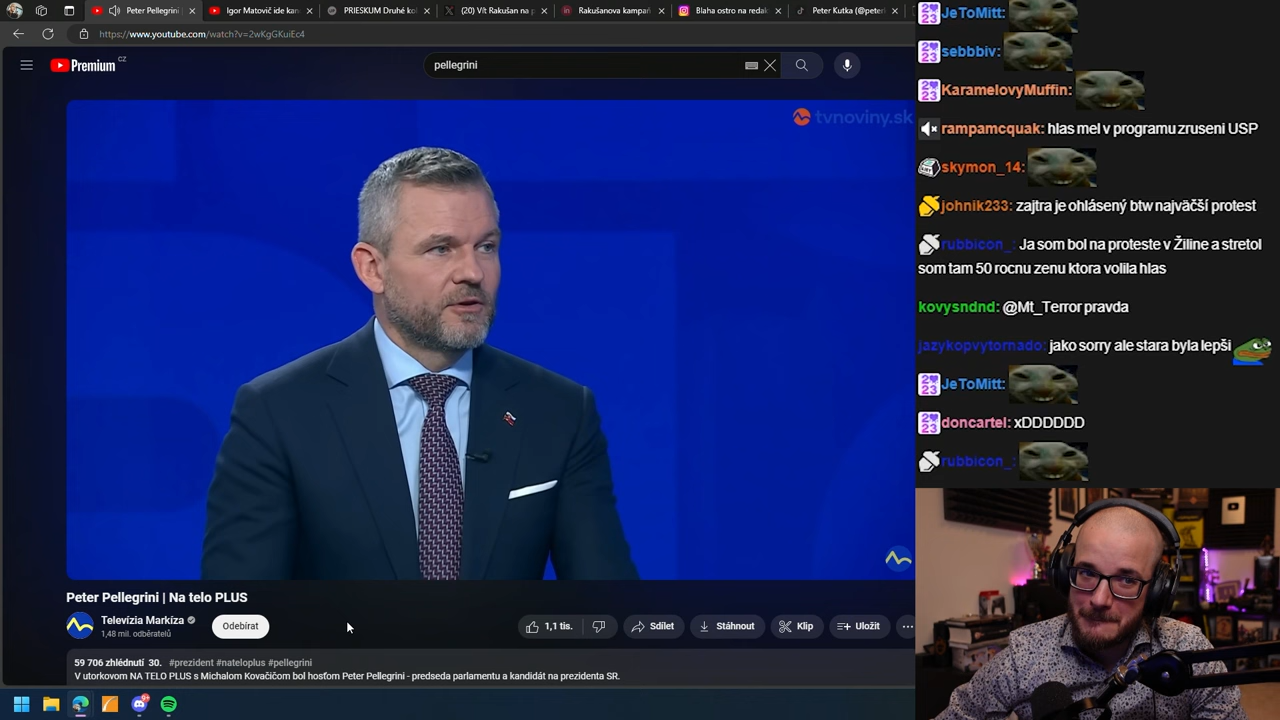 Peter Pellegrini
Igor Matovič ide kan
PRIESKUM Druhé kol
(20) Vít Rakušan na p
Rakušanova kampaň
Biна ostro na redak
Peter Kutka (@peter
https://www.youtube.com/watch?v=2wKgGKuiEc4
Premium CZ
pellegrini
tvnoviny.sk
Peter Pellegrini | Na telo PLUS
Televízia Markíza
1,48 mil. odběratelů
Odebírat
1,1 tis.
Sdílet
Stáhnout
Klip
Uložit
59 706 zhlédnutí 30. #prezident #nateloplus #pellegrini
V utorkovom NA TELO PLUS s Michalom Kovačičom bol hosťom Peter Pellegrini - predseda parlamentu a kandidát na prezidenta SR.
JeToMitt:
sebbbiv:
KaramelovyMuffin:
rampamcquak: hlas mel v programu zruseni USP
skymon_14:
johnik233: zajtra je ohlásený btw najväčší protest
rubbicon_: Ja som bol na proteste v Žiline a stretol
som tam 50 rocnu zenu ktora volila hlas
kovysndnd: @Mt_Terror pravda
jazykopvytornado: jako sorry ale stara byla lepši
JeToMitt:
doncartel: xDDDDDD
rubbicon_: